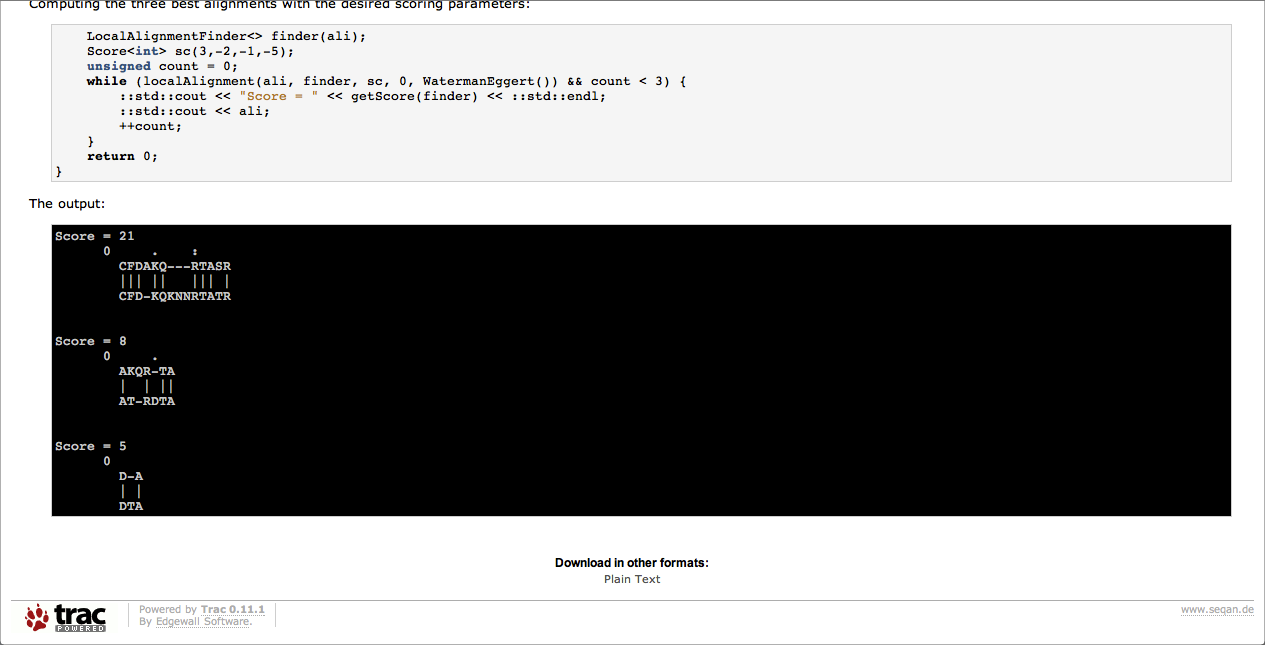 Computing the three best alignments with the desired scoring parameters:
LocalAlignmentFinder<> finder(ali);
Score<int> sc(3,-2,-1,-5);
unsigned count = 0;
while (localAlignment(ali, finder, sc, 0, WatermanEggert()) && count < 3) {
::std::cout << "Score = " << getScore(finder) << ::std::endl;
::std::cout << ali;
++count;
}
return 0;
}
The output:
Score = 21
0     .    :
CFDAKQ---RTASR
||| ||   ||| |
CFD-KQKNNRTATR
Score = 8
0     .
AKQR-TA
|  | ||
AT-RDTA
Score = 5
0
D-A
| |
DTA
Download in other formats:
Plain Text
trac
POWERED
Powered by Trac 0.11.1
By Edgewall Software.
www.seqan.de